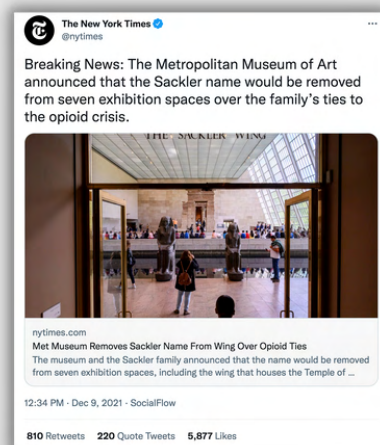 The New York Times
@nytimes
Breaking News: The Metropolitan Museum of Art
announced that the Sackler name would be removed
from seven exhibition spaces over the family's ties to
the opioid crisis.
THE SACKLER WING
nytimes.com
Met Museum Removes Sackler Name From Wing Over Opioid Ties
The museum and the Sackler family announced that the name would be removed
from seven exhibition spaces, including the wing that houses the Temple of ...
12:34 PM · Dec 9, 2021 · SocialFlow
810 Retweets 220 Quote Tweets 5,877 Likes